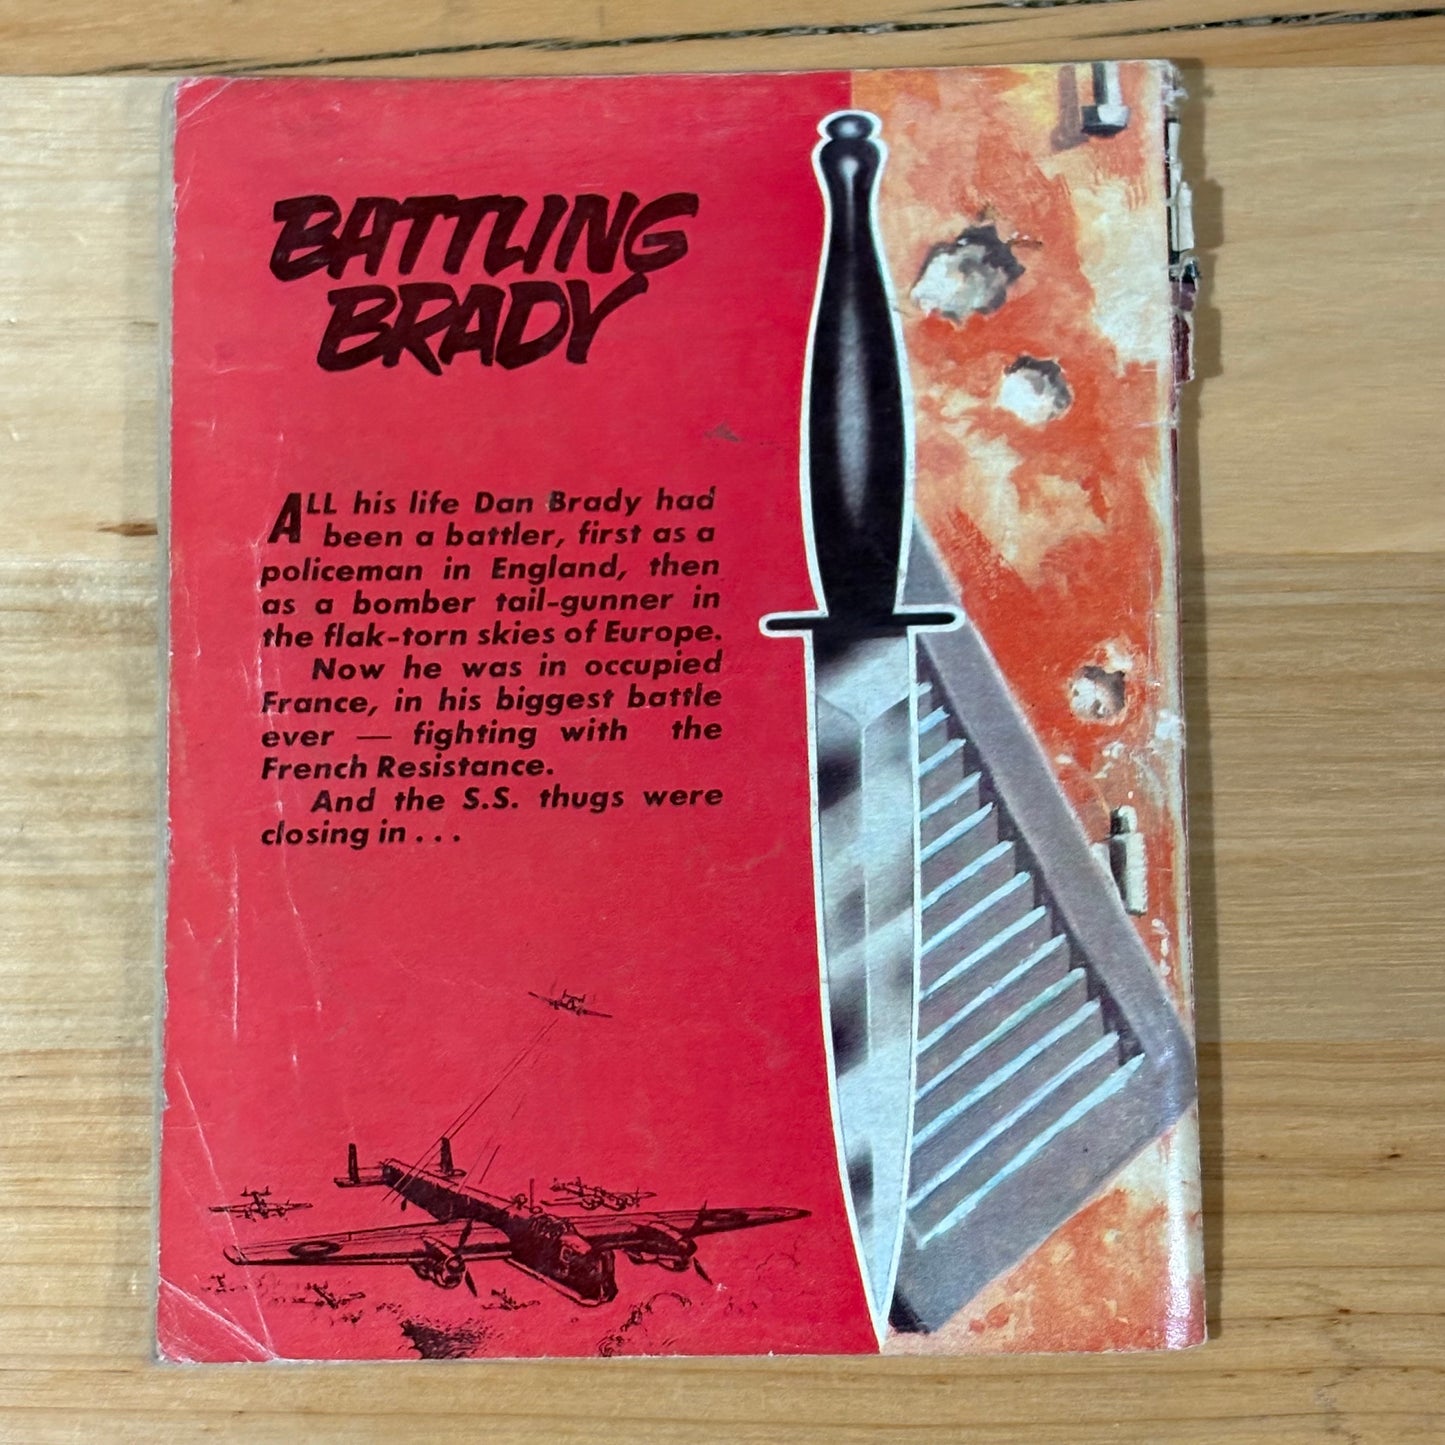 BATTLING
BRADY
ALL his life Dan Brady had
been a battler, first as a
policeman in England, then
as a bomber tail-gunner in
the flak-torn skies of Europe.
Now he was in occupied
France, in his biggest battle
ever — fighting with the
French Resistance.
And the S.S. thugs were
closing in . . .